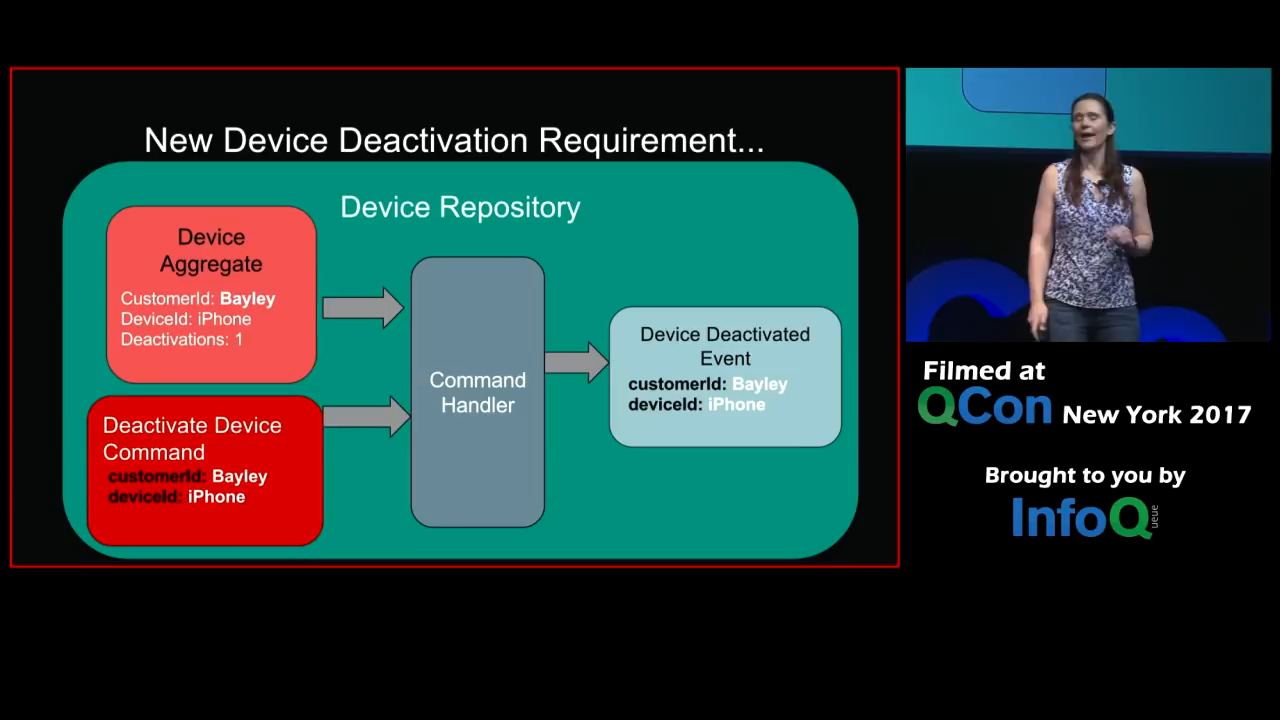 New Device Deactivation Requirement...
Device Repository
Device
Aggregate
CustomerId: Bayley
DeviceId: iPhone
Deactivations: 1
Deactivate Device
Command
customerId: Bayley
deviceId: iPhone
Command
Handler
Device Deactivated
Event
customerId: Bayley
deviceId: iPhone
Filmed at
QCon New York 2017
Brought to you by
InfoQueue